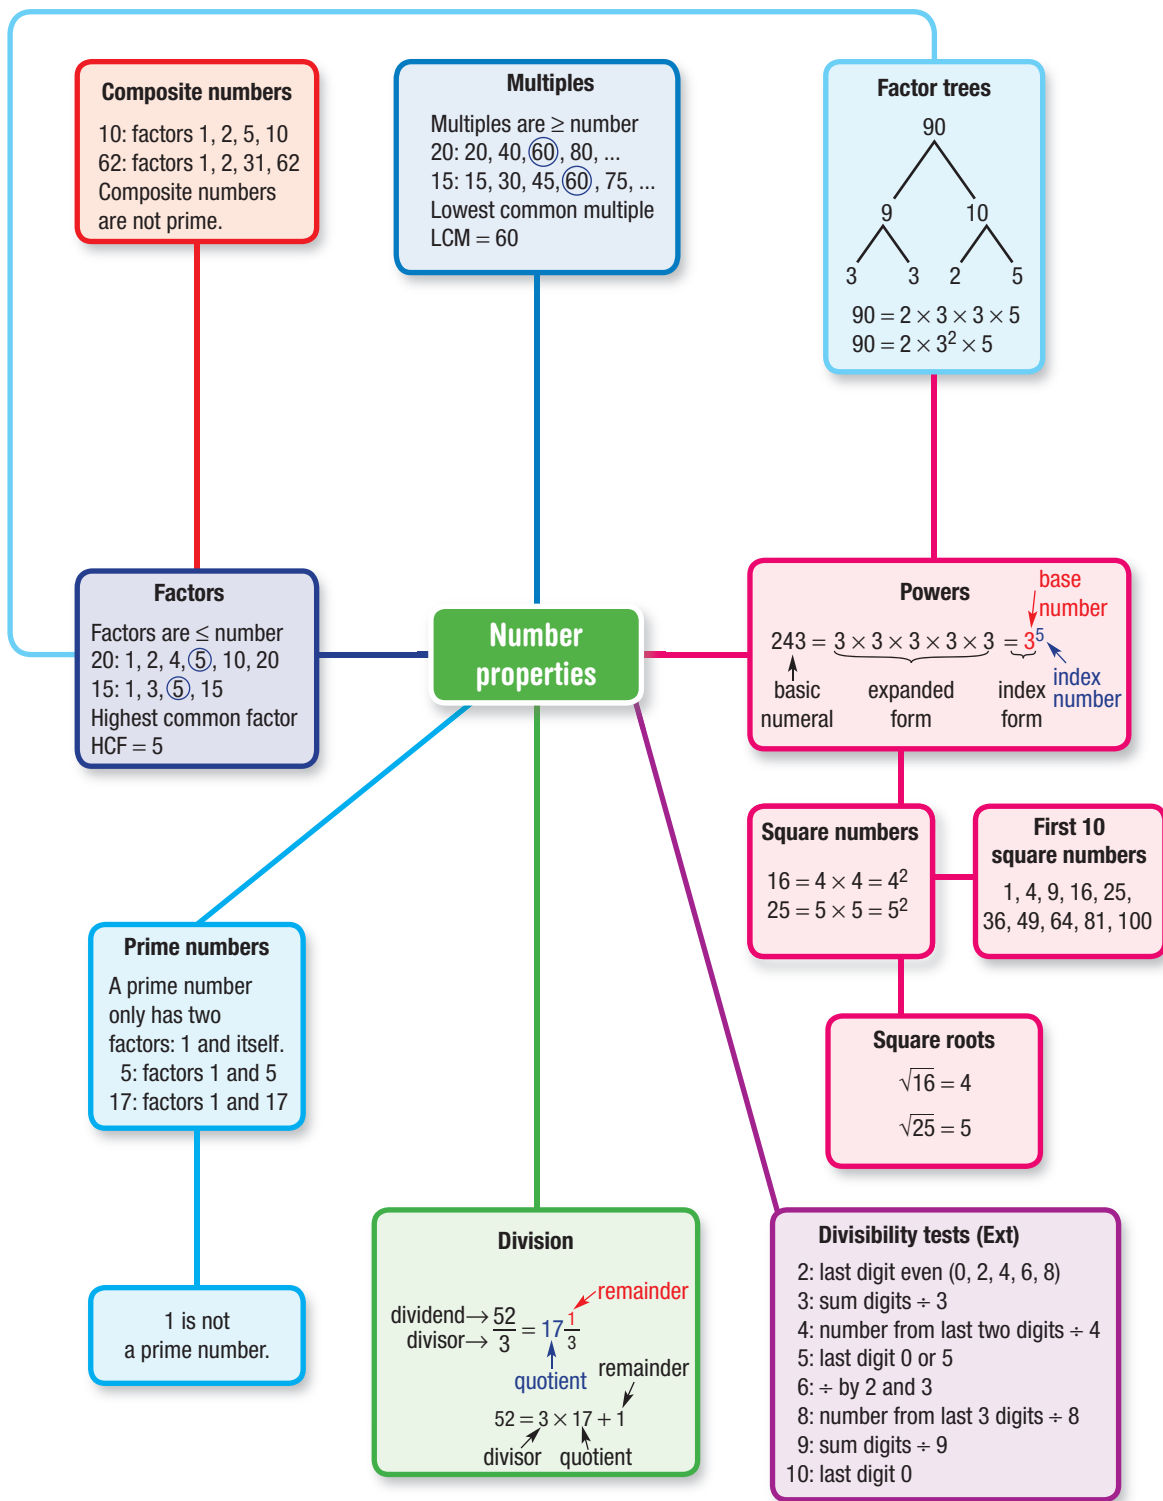 Composite numbers
10: factors 1, 2, 5, 10
62: factors 1, 2, 31, 62
Composite numbers
are not prime.
Multiples
Multiples are ≥ number
20: 20, 40, 60, 80, ...
15: 15, 30, 45, 60, 75, ...
Lowest common multiple
LCM = 60
Factor trees
90
9 10
3 3 2 5
90 = 2 × 3 × 3 × 5
90 = 2 × 3² × 5
Factors
Factors are ≤ number
20: 1, 2, 4, 5, 10, 20
15: 1, 3, 5, 15
Highest common factor
HCF = 5
Number
properties
Powers
base
number
243 = 3 × 3 × 3 × 3 × 3 = 3⁵
basic
numeral
expanded
form
index
form
index
number
Square numbers
16 = 4 × 4 = 4²
25 = 5 × 5 = 5²
First 10
square numbers
1, 4, 9, 16, 25,
36, 49, 64, 81, 100
Square roots
√16 = 4
√25 = 5
Prime numbers
A prime number
only has two
factors: 1 and itself.
5: factors 1 and 5
17: factors 1 and 17
1 is not
a prime number.
Division
remainder
dividend→ 52 1
= 17
divisor→ 3 3
quotient
remainder
52 = 3 × 17 + 1
divisor quotient
Divisibility tests (Ext)
2: last digit even (0, 2, 4, 6, 8)
3: sum digits ÷ 3
4: number from last two digits ÷ 4
5: last digit 0 or 5
6: ÷ by 2 and 3
8: number from last 3 digits ÷ 8
9: sum digits ÷ 9
10: last digit 0